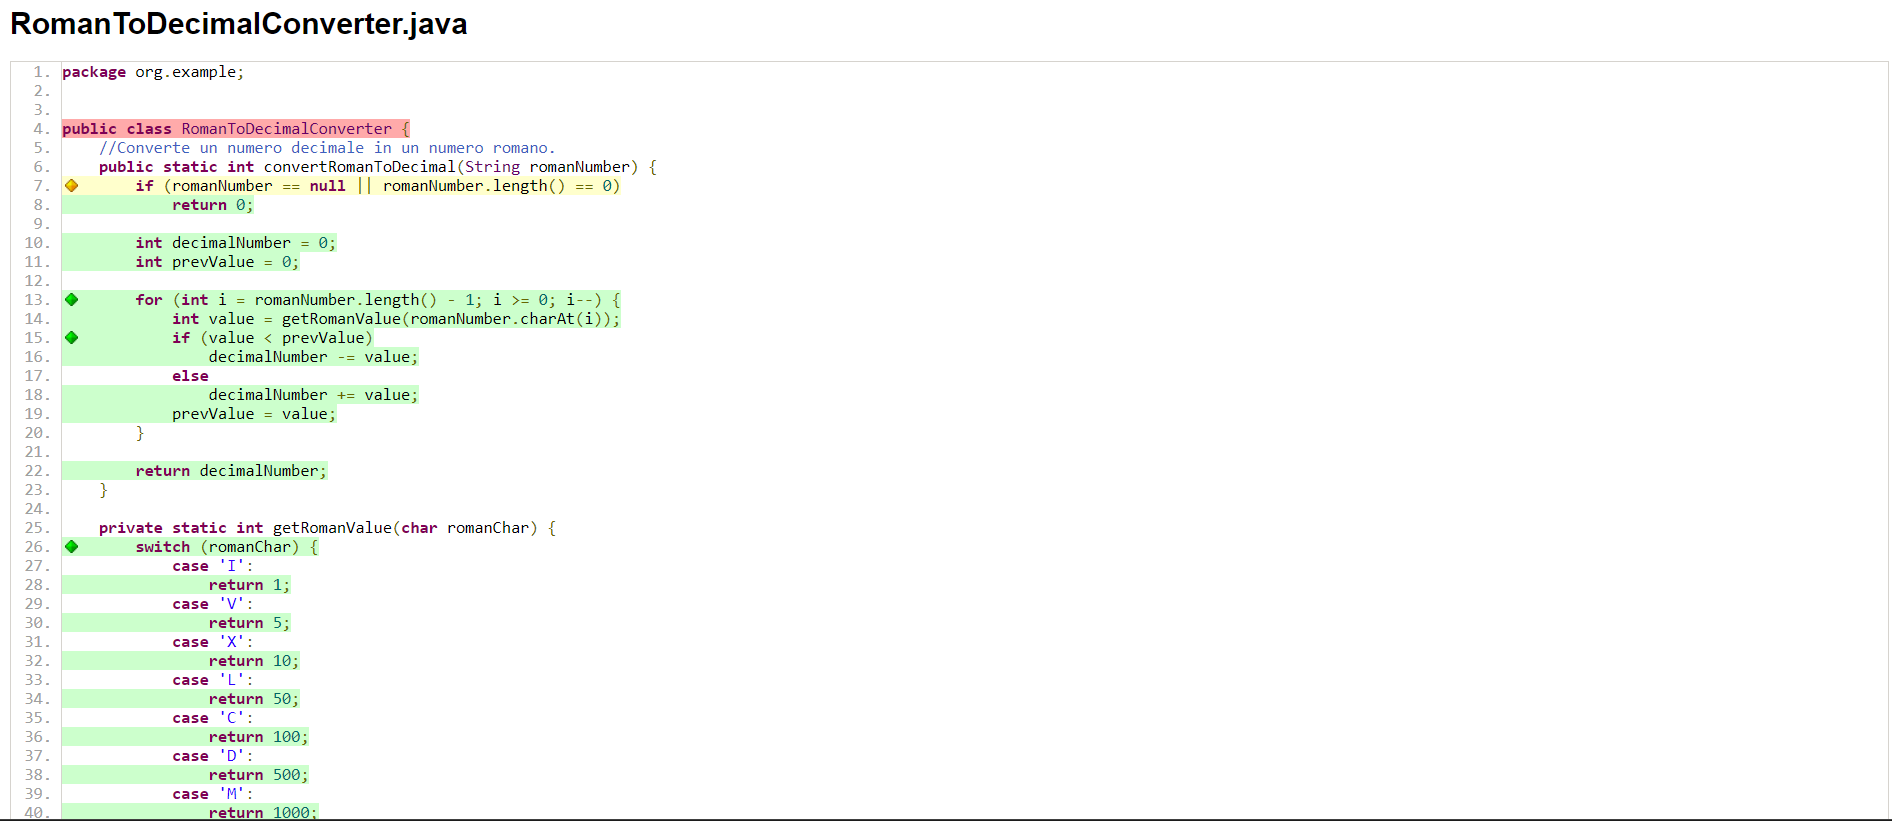 RomanToDecimalConverter.java
1. package org.example;
2.
3.
4. public class RomanToDecimalConverter {
5.     //Converte un numero decimale in un numero romano.
6.     public static int convertRomanToDecimal(String romanNumber) {
7.         if (romanNumber == null || romanNumber.length() == 0)
8.             return 0;
9.
10.         int decimalNumber = 0;
11.         int prevValue = 0;
12.
13.         for (int i = romanNumber.length() - 1; i >= 0; i--) {
14.             int value = getRomanValue(romanNumber.charAt(i));
15.             if (value < prevValue)
16.                 decimalNumber -= value;
17.             else
18.                 decimalNumber += value;
19.             prevValue = value;
20.         }
21.
22.         return decimalNumber;
23.     }
24.
25.     private static int getRomanValue(char romanChar) {
26.         switch (romanChar) {
27.             case 'I':
28.                 return 1;
29.             case 'V':
30.                 return 5;
31.             case 'X':
32.                 return 10;
33.             case 'L':
34.                 return 50;
35.             case 'C':
36.                 return 100;
37.             case 'D':
38.                 return 500;
39.             case 'M':
40.                 return 1000;